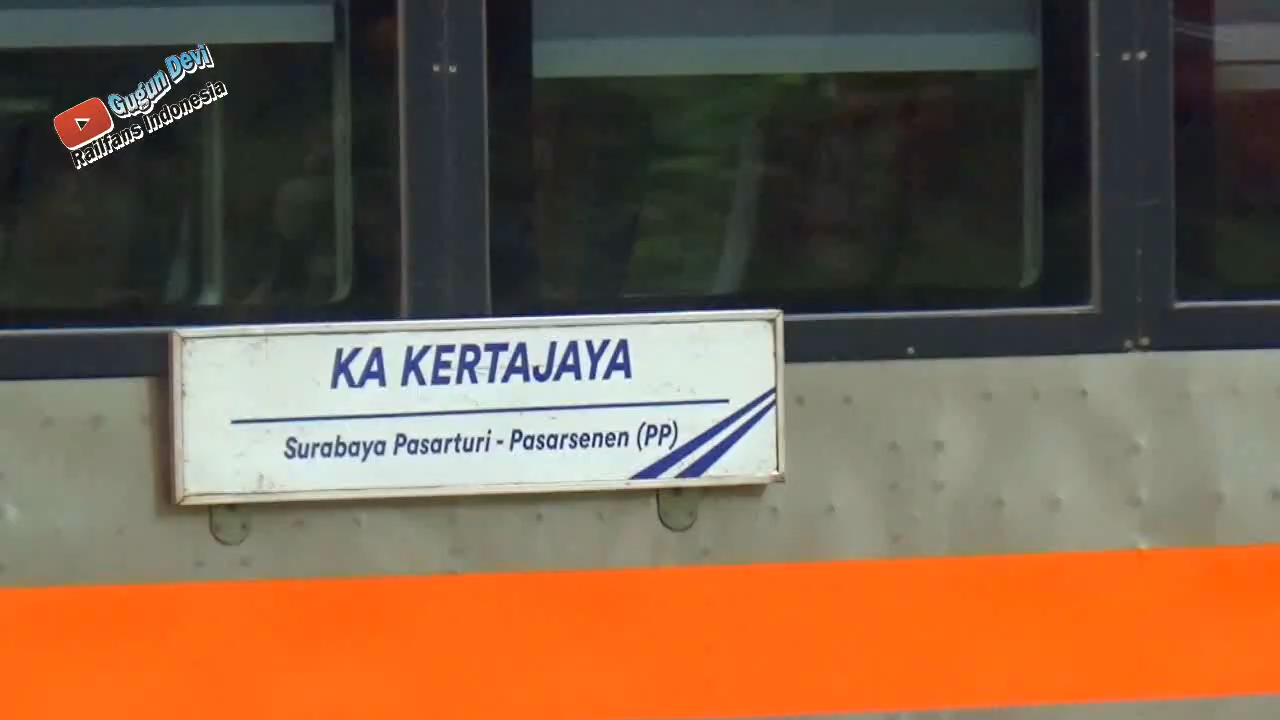 Gugun Devi
Railfans Indonesia
KA KERTAJAYA
Surabaya Pasarturi - Pasarsenen (PP)